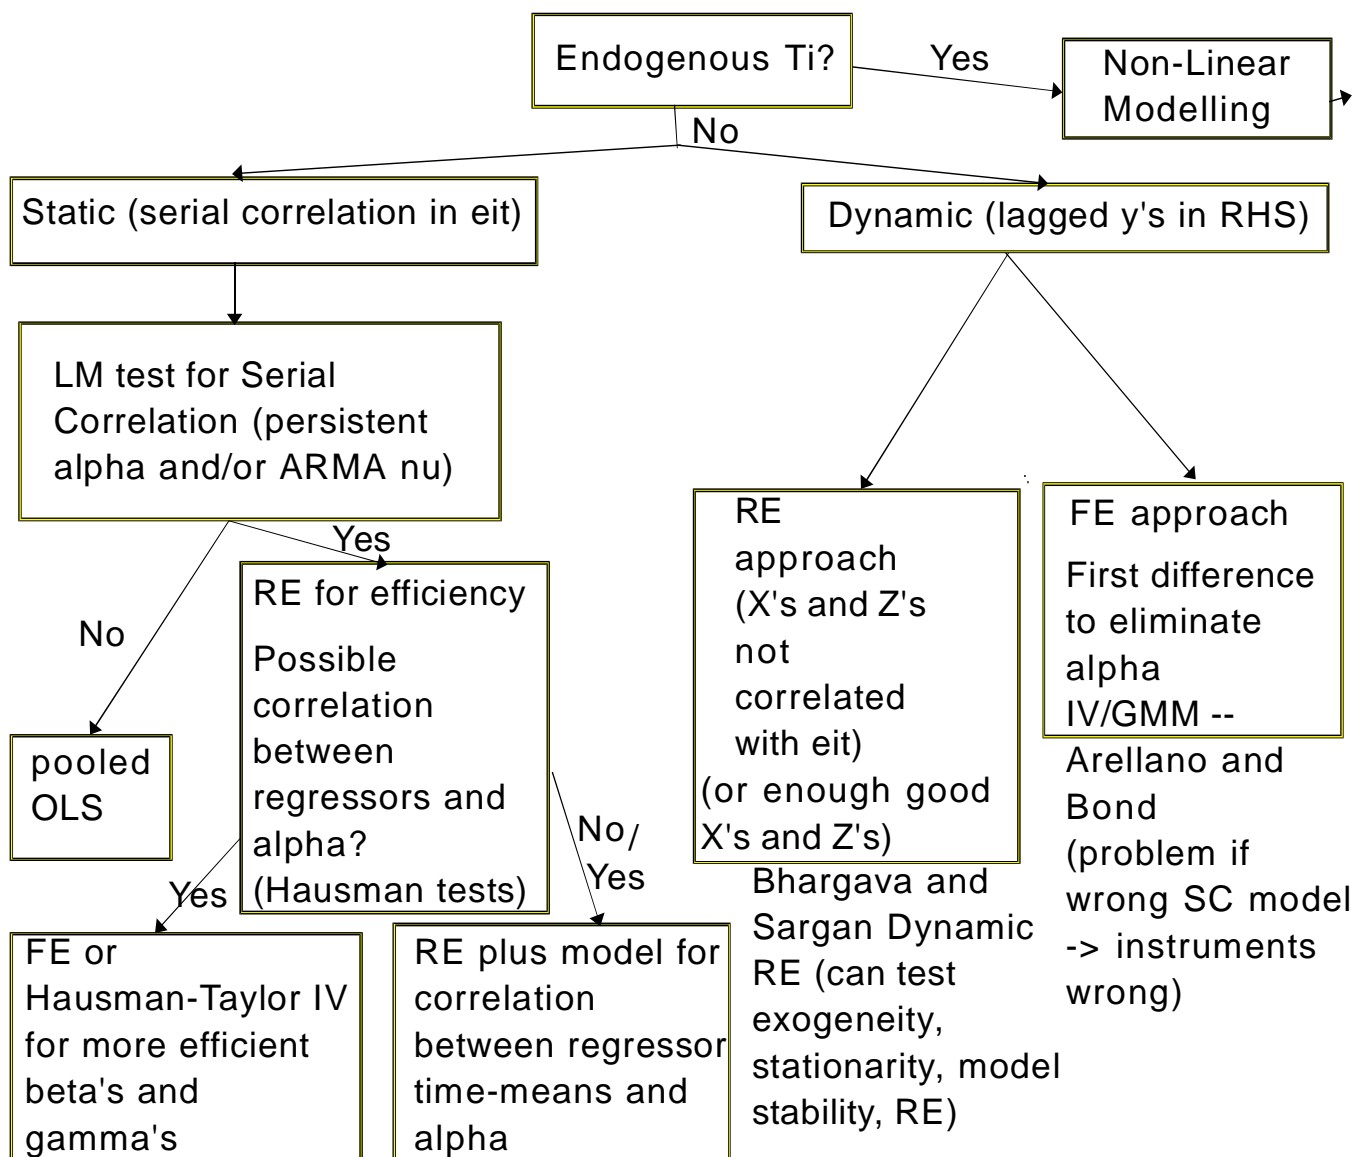 Endogenous Ti?
Yes
Non-Linear
Modelling
No
Static (serial correlation in eit)
Dynamic (lagged y's in RHS)
LM test for Serial
Correlation (persistent
alpha and/or ARMA nu)
Yes
No
pooled
OLS
RE for efficiency
Possible
correlation
between
regressors and
alpha?
(Hausman tests)
Yes
No/
Yes
FE or
Hausman-Taylor IV
for more efficient
beta's and
gamma's
RE plus model for
correlation
between regressor
time-means and
alpha
RE
approach
(X's and Z's
not
correlated
with eit)
(or enough good
X's and Z's)
Bhargava and
Sargan Dynamic
RE (can test
exogeneity,
stationarity, model
stability, RE)
FE approach
First difference
to eliminate
alpha
IV/GMM --
Arellano and
Bond
(problem if
wrong SC model
-> instruments
wrong)